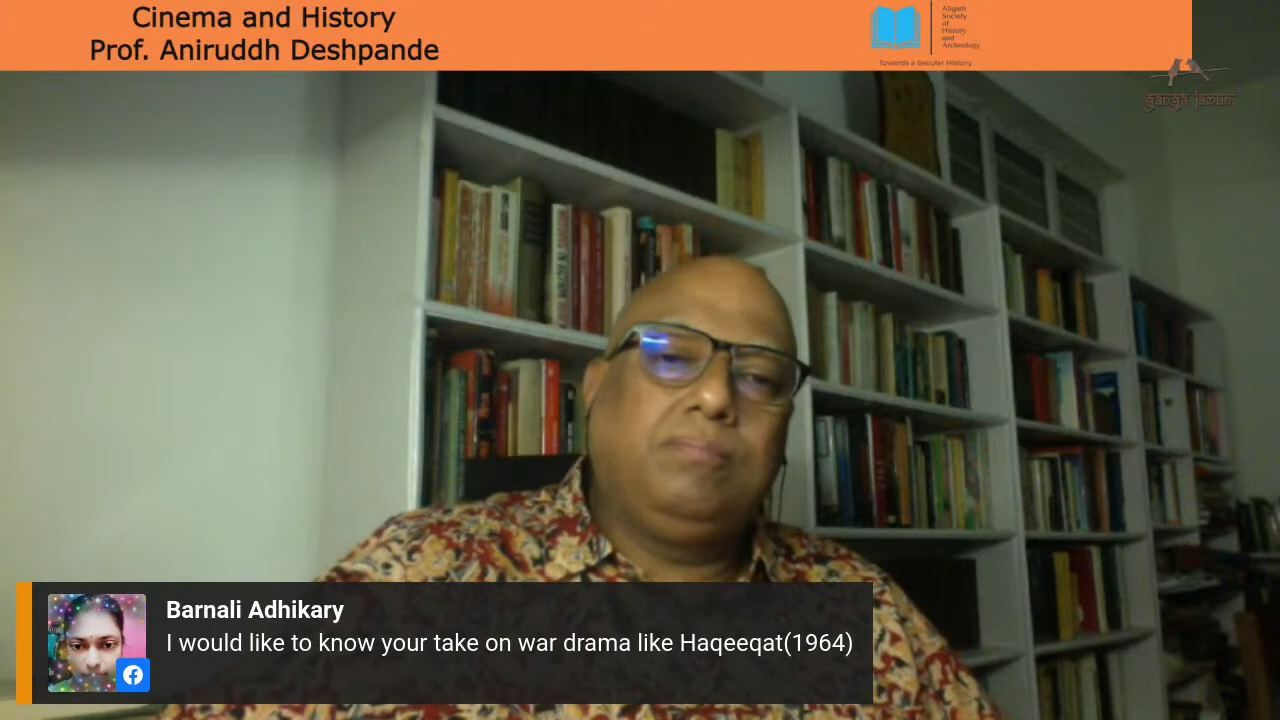 Cinema and History
Prof. Aniruddh Deshpande
Aligarh
Society
of
History
and
Archeology
Towards a Secular History
ganga jamuni
Barnali Adhikary
I would like to know your take on war drama like Haqeeqat(1964)